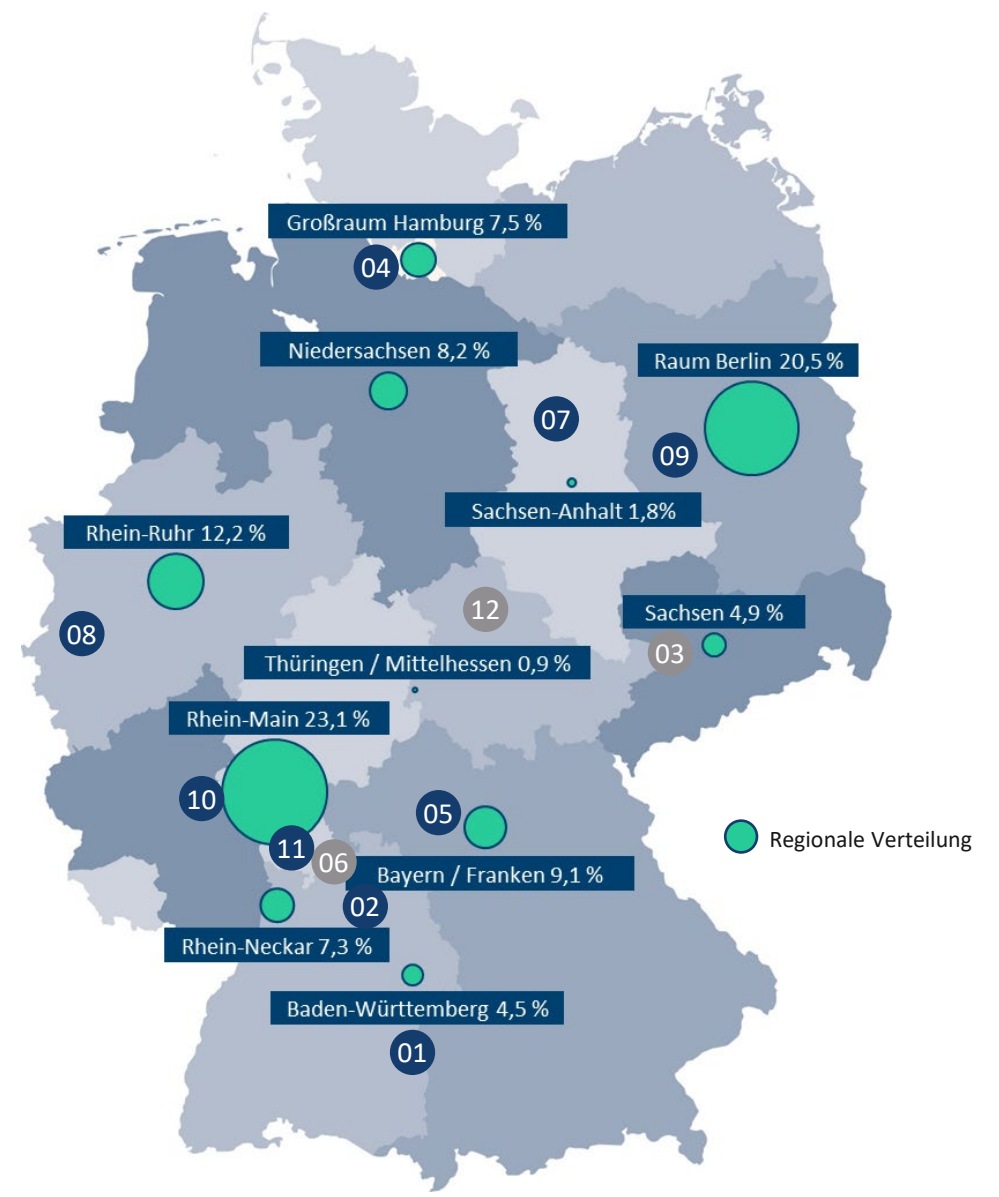 Großraum Hamburg 7,5 %
04
Niedersachsen 8,2 %
Raum Berlin 20,5 %
07
09
Sachsen-Anhalt 1,8%
Rhein-Ruhr 12,2 %
12
Sachsen 4,9 %
08
03
Thüringen / Mittelhessen 0,9 %
Rhein-Main 23,1 %
10
05
11
06
Regionale Verteilung
Bayern / Franken 9,1 %
02
Rhein-Neckar 7,3 %
Baden-Württemberg 4,5 %
01